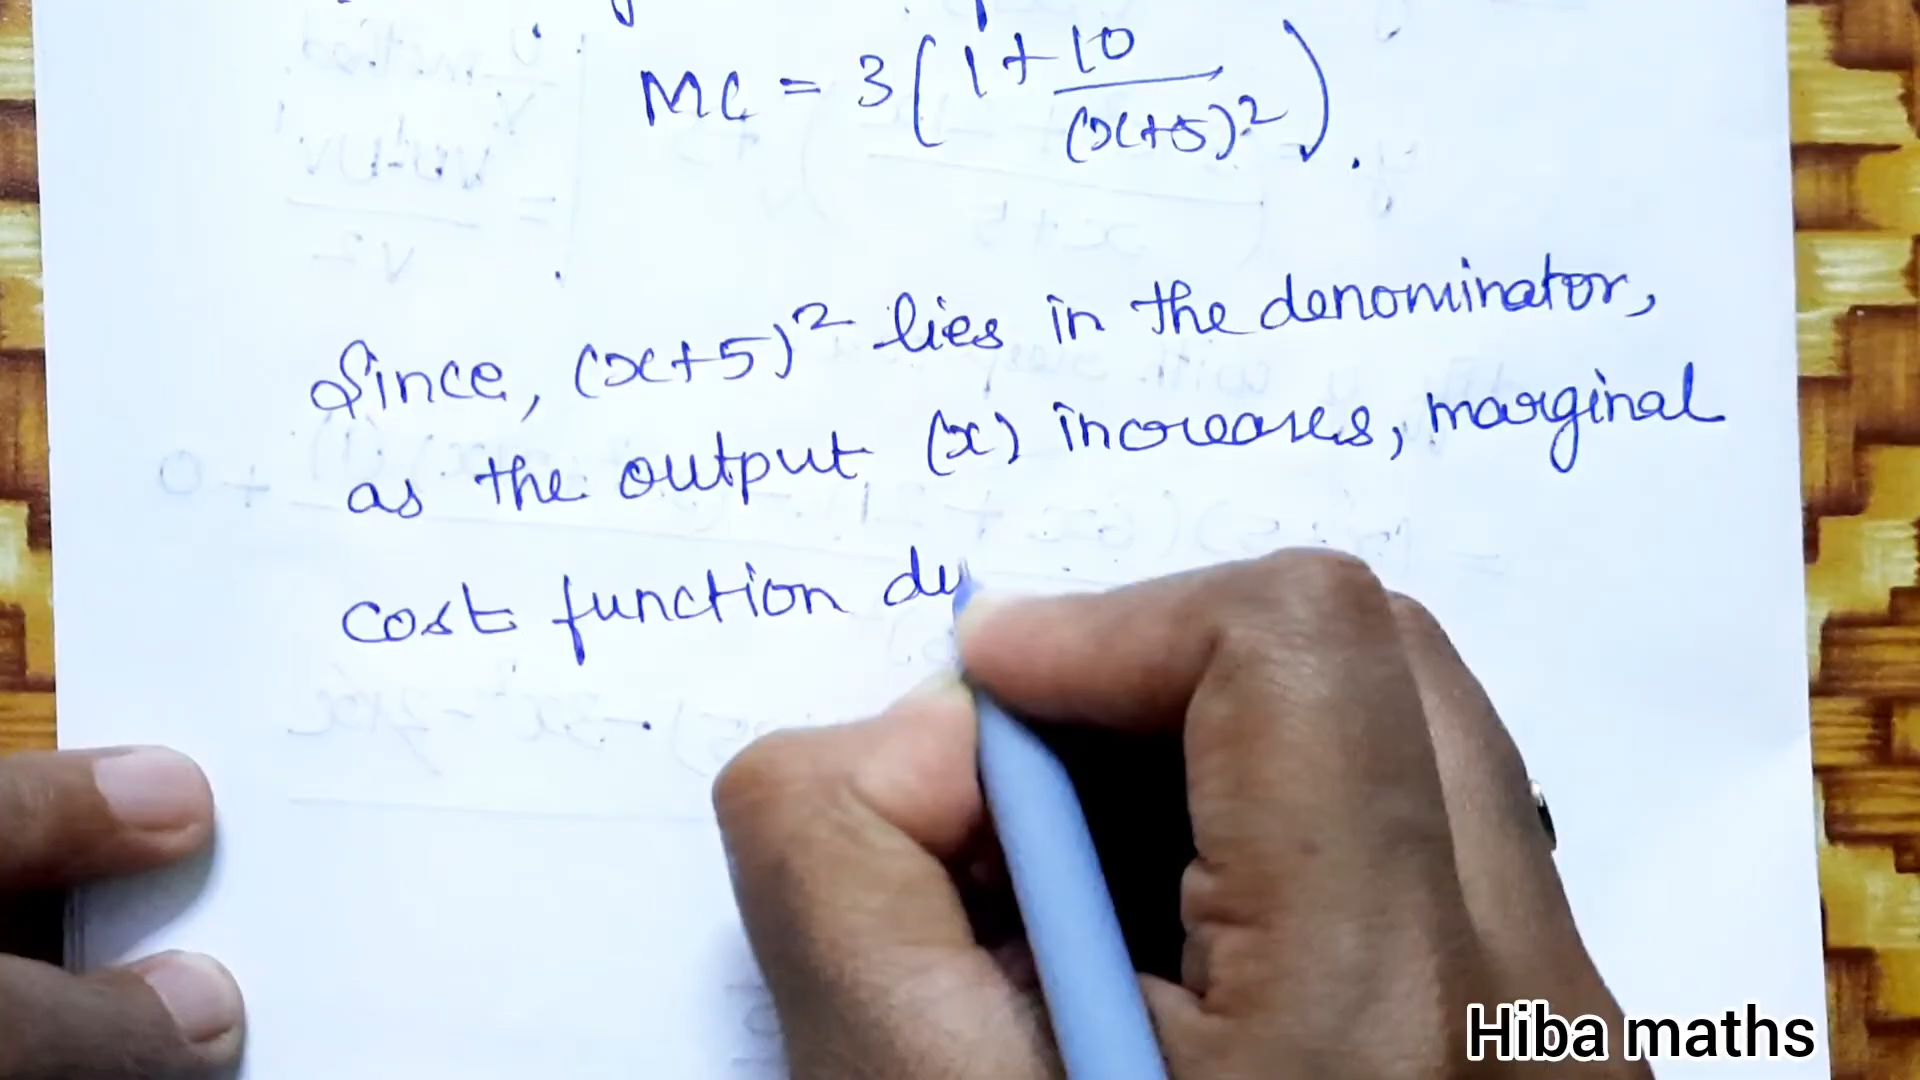 MC = 3(1+10/(x+5)²).
Since, (x+5)² lies in the denominator,
as the output (x) increases, marginal
cost function
Hiba maths